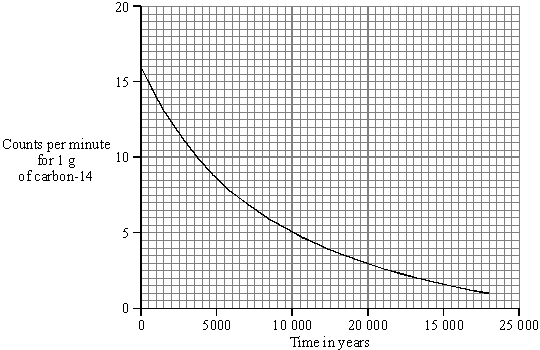 20
15
10
5
0
Counts per minute
for 1 g
of carbon-14
0 5000 10 000 20 000 15 000 25 000
Time in years